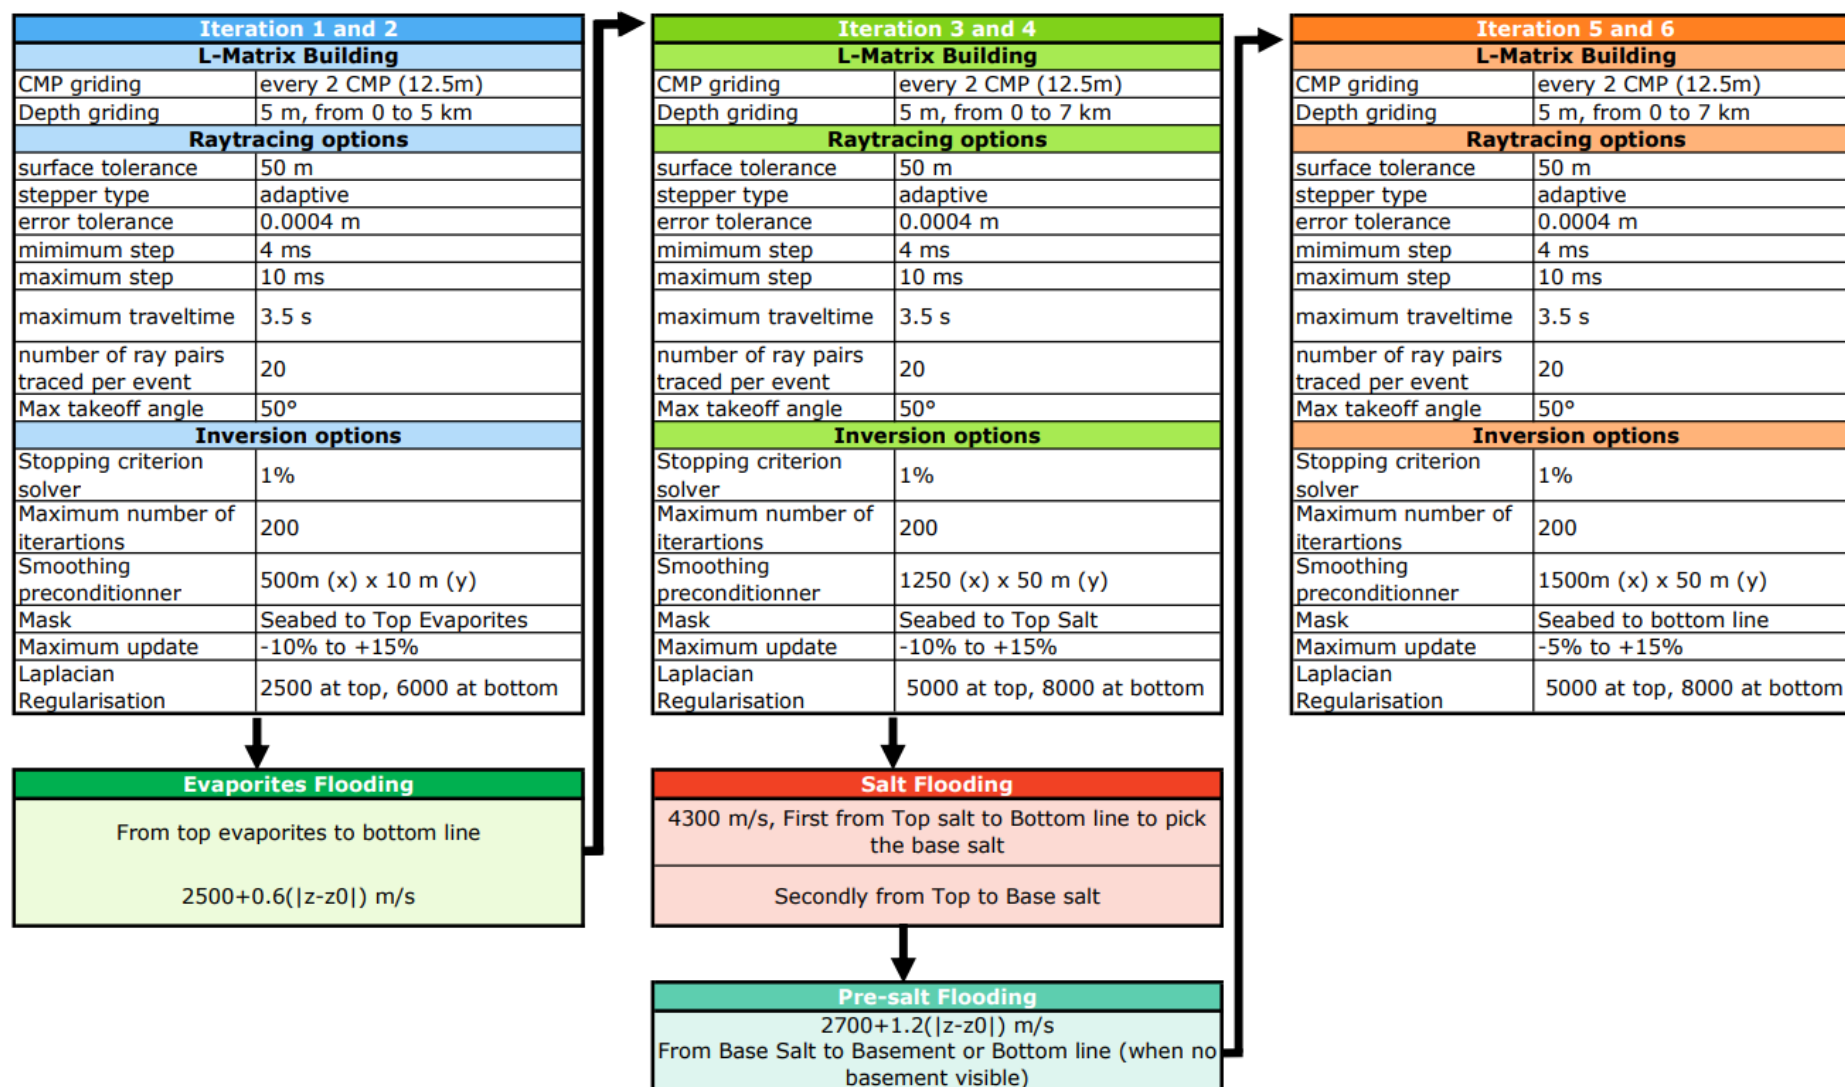 Iteration 1 and 2
L-Matrix Building
CMP griding every 2 CMP (12.5m)
Depth griding 5 m, from 0 to 5 km
Raytracing options
surface tolerance 50 m
stepper type adaptive
error tolerance 0.0004 m
mimimum step 4 ms
maximum step 10 ms
maximum traveltime 3.5 s
number of ray pairs
traced per event 20
Max takeoff angle 50°
Inversion options
Stopping criterion
solver 1%
Maximum number of
iterartions 200
Smoothing
preconditionner 500m (x) x 10 m (y)
Mask Seabed to Top Evaporites
Maximum update -10% to +15%
Laplacian
Regularisation 2500 at top, 6000 at bottom
Evaporites Flooding
From top evaporites to bottom line
2500+0.6(|z-z0|) m/s
Iteration 3 and 4
L-Matrix Building
CMP griding every 2 CMP (12.5m)
Depth griding 5 m, from 0 to 7 km
Raytracing options
surface tolerance 50 m
stepper type adaptive
error tolerance 0.0004 m
mimimum step 4 ms
maximum step 10 ms
maximum traveltime 3.5 s
number of ray pairs
traced per event 20
Max takeoff angle 50°
Inversion options
Stopping criterion
solver 1%
Maximum number of
iterartions 200
Smoothing
preconditionner 1250 (x) x 50 m (y)
Mask Seabed to Top Salt
Maximum update -10% to +15%
Laplacian
Regularisation 5000 at top, 8000 at bottom
Salt Flooding
4300 m/s, First from Top salt to Bottom line to pick
the base salt
Secondly from Top to Base salt
Pre-salt Flooding
2700+1.2(|z-z0|) m/s
From Base Salt to Basement or Bottom line (when no
basement visible)
Iteration 5 and 6
L-Matrix Building
CMP griding every 2 CMP (12.5m)
Depth griding 5 m, from 0 to 7 km
Raytracing options
surface tolerance 50 m
stepper type adaptive
error tolerance 0.0004 m
mimimum step 4 ms
maximum step 10 ms
maximum traveltime 3.5 s
number of ray pairs
traced per event 20
Max takeoff angle 50°
Inversion options
Stopping criterion
solver 1%
Maximum number of
iterartions 200
Smoothing
preconditionner 1500m (x) x 50 m (y)
Mask Seabed to bottom line
Maximum update -5% to +15%
Laplacian
Regularisation 5000 at top, 8000 at bottom